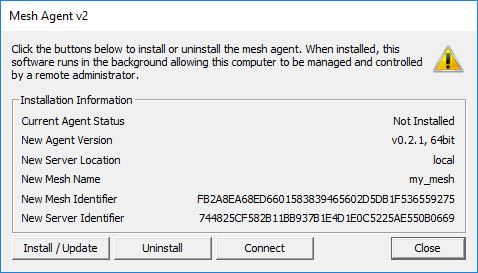 Mesh Agent v2
Click the buttons below to install or uninstall the mesh agent. When installed, this
software runs in the background allowing this computer to be managed and controlled
by a remote administrator.
Installation Information
Current Agent Status Not Installed
New Agent Version v0.2.1, 64bit
New Server Location local
New Mesh Name my_mesh
New Mesh Identifier FB2A8EA68ED6601583839465602D5DB1F536559275
New Server Identifier 744825CF582B11BB937B1E4D1E0C5225AE550B0669
Install / Update Uninstall Connect Close